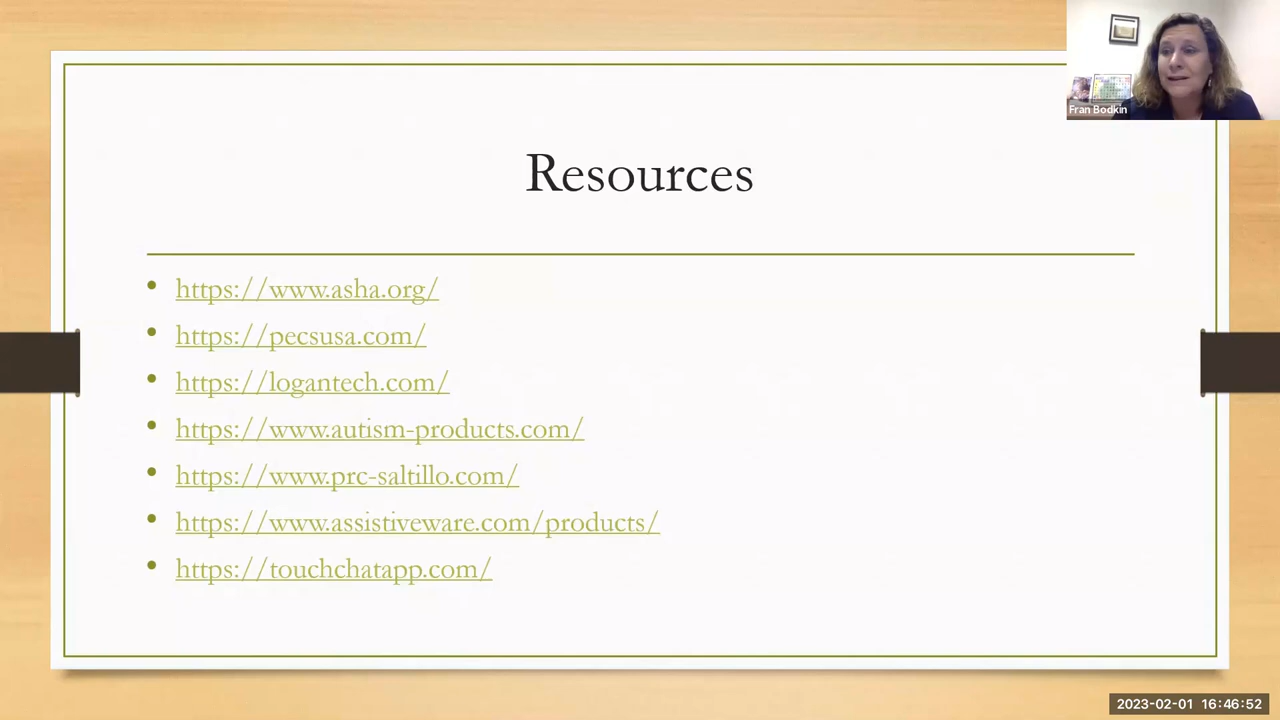 Fran Bodkin
Resources
• https://www.asha.org/
• https://pecsusa.com/
• https://logantech.com/
• https://www.autism-products.com/
• https://www.prc-saltillo.com/
• https://www.assistiveware.com/products/
• https://touchchatapp.com/
2023-02-01 16:46:52